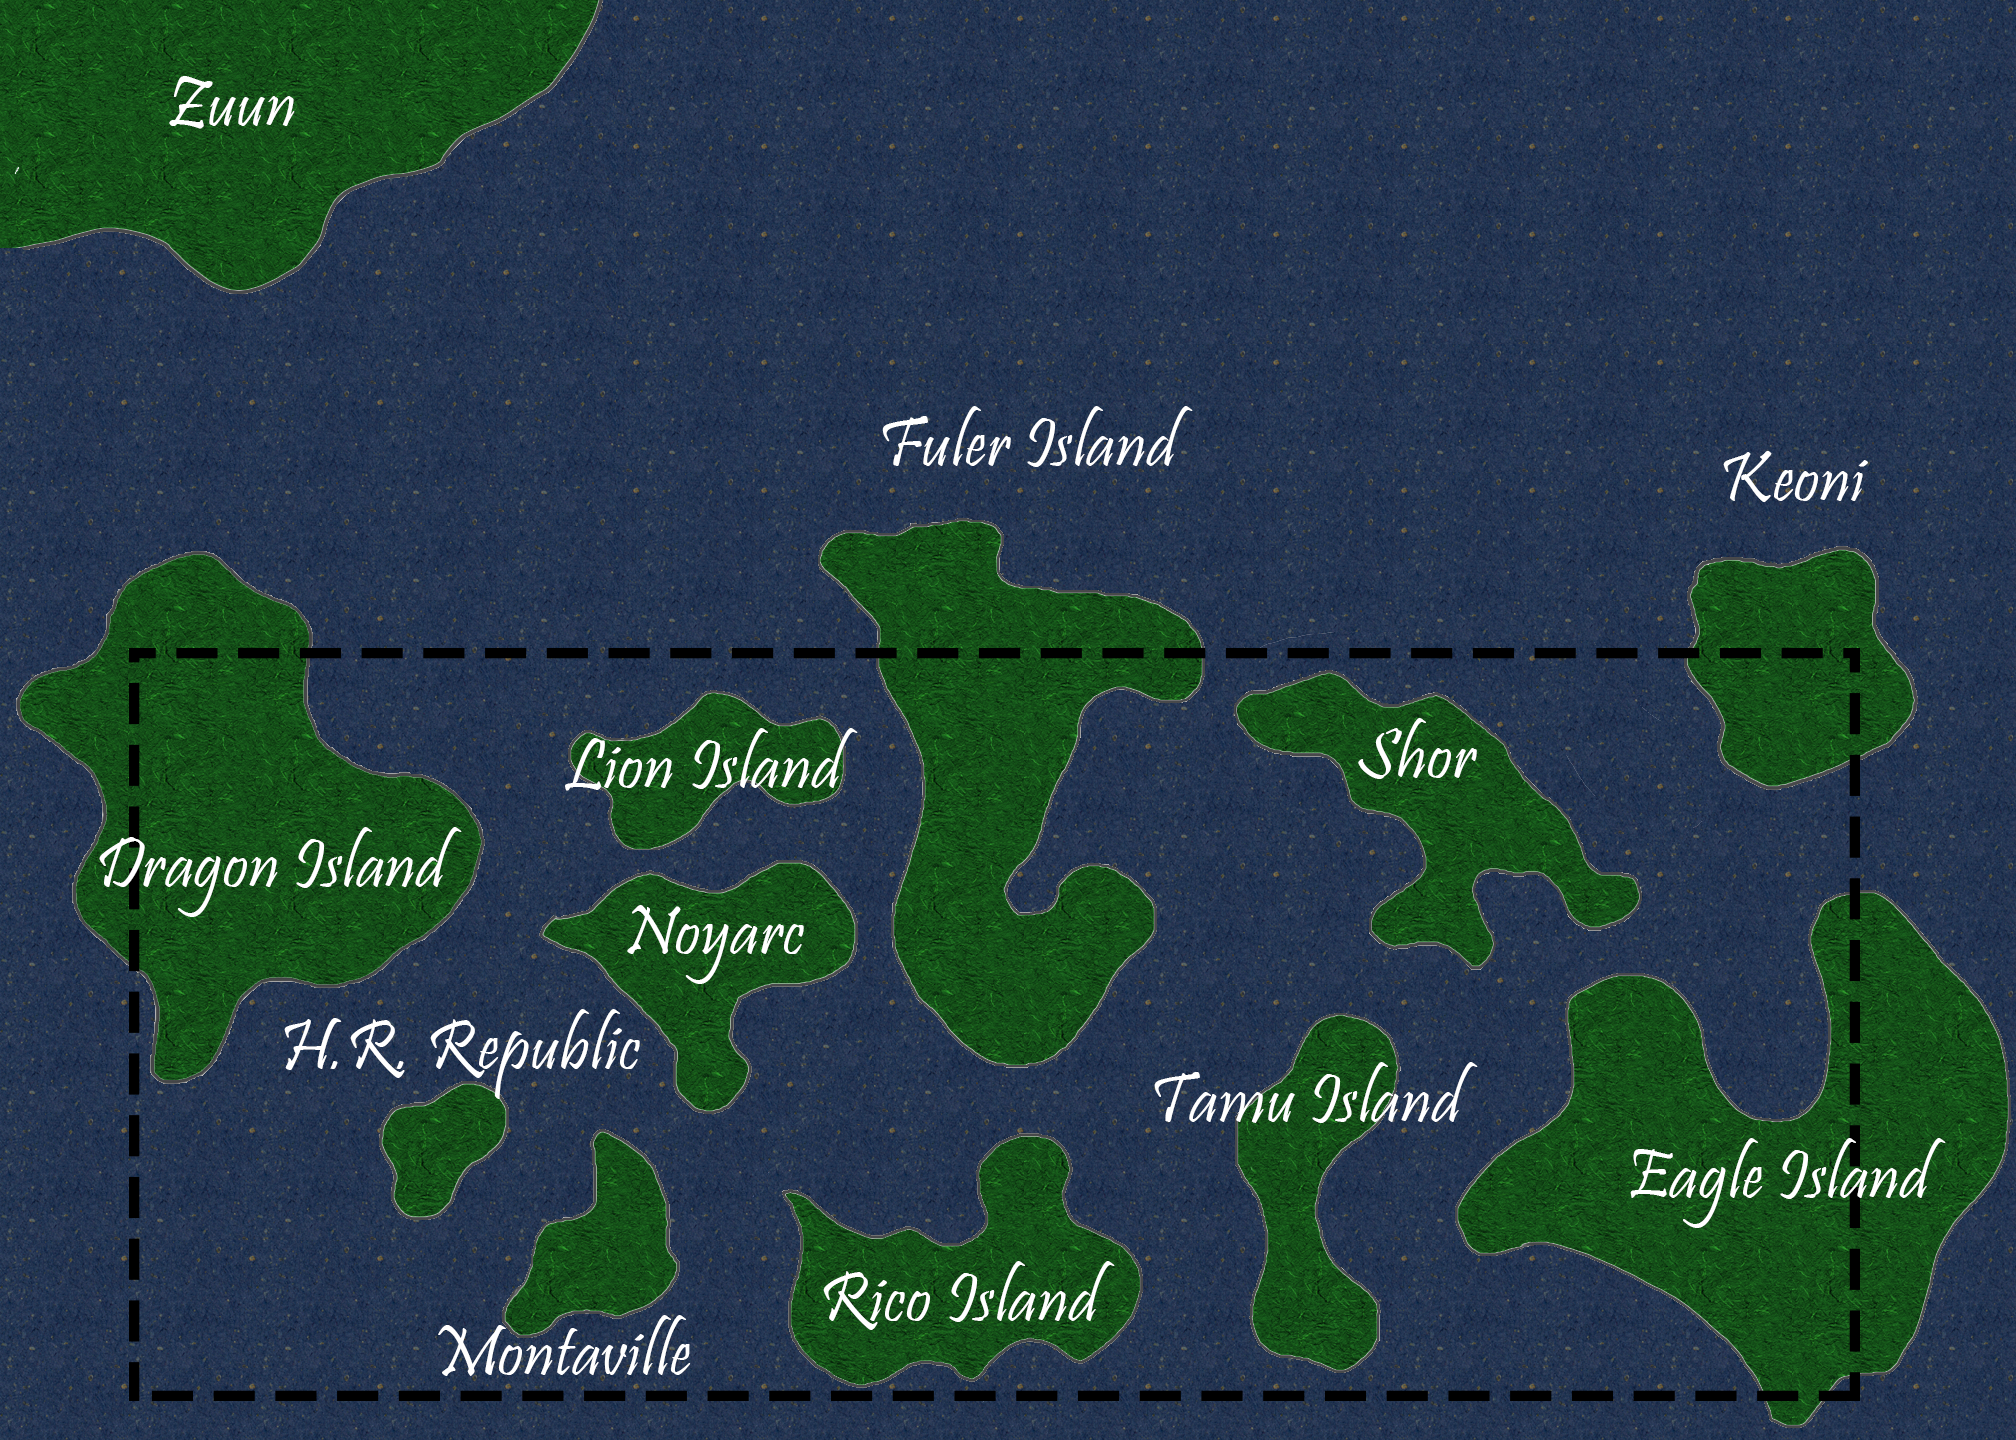 Zuun
Fuler Island
Keoni
Lion Island
Shor
Dragon Island
Noyarc
H.R. Republic
Tamu Island
Eagle Island
Rico Island
Montaville